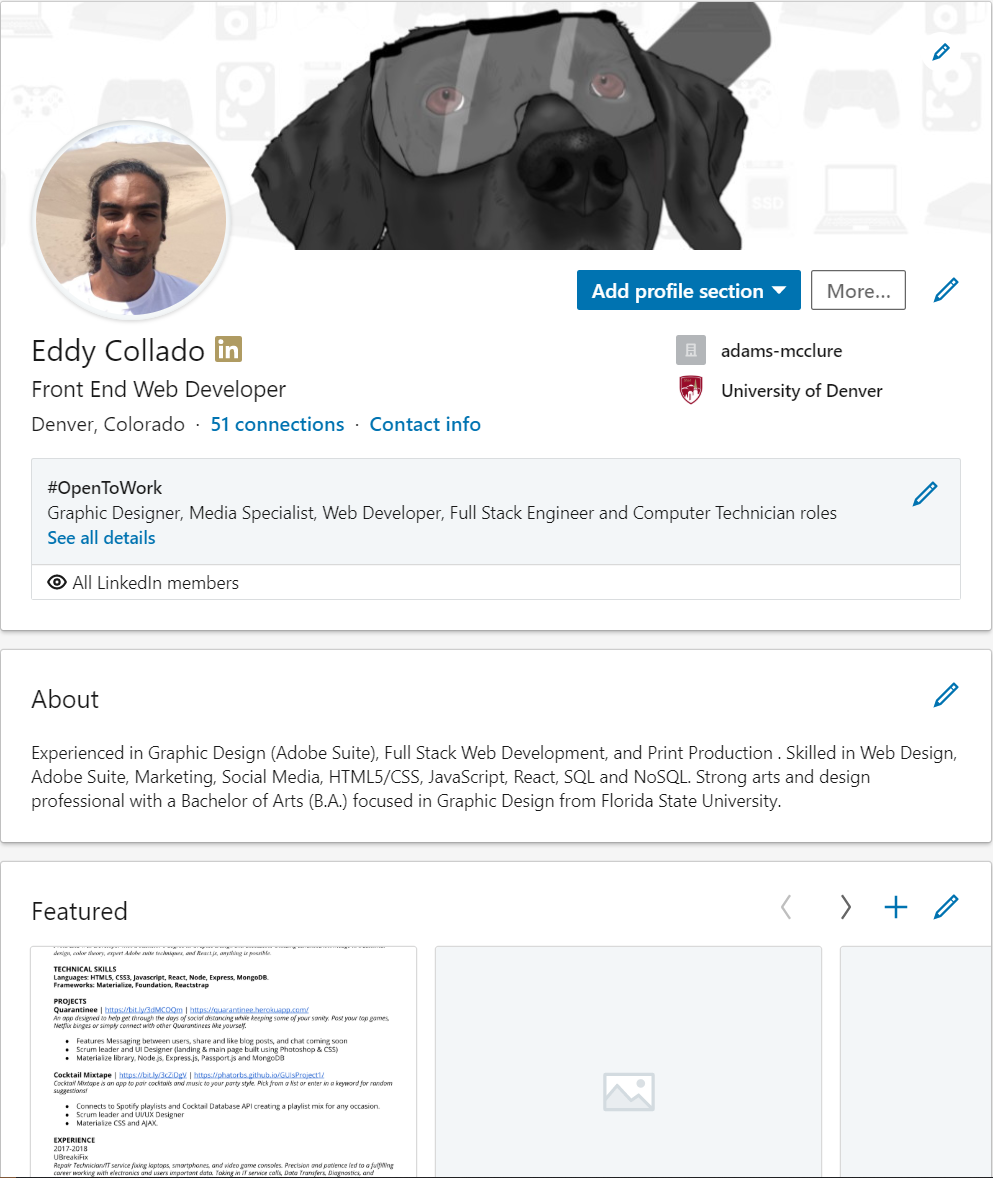 SSD
Add profile section
More...
Eddy Collado in
adams-mcclure
Front End Web Developer
University of Denver
Denver, Colorado · 51 connections · Contact info
#OpenToWork
Graphic Designer, Media Specialist, Web Developer, Full Stack Engineer and Computer Technician roles
See all details
All LinkedIn members
About
Experienced in Graphic Design (Adobe Suite), Full Stack Web Development, and Print Production . Skilled in Web Design,
Adobe Suite, Marketing, Social Media, HTML5/CSS, JavaScript, React, SQL and NoSQL. Strong arts and design
professional with a Bachelor of Arts (B.A.) focused in Graphic Design from Florida State University.
Featured
design, color theory, expert Adobe suite techniques, and React.js, anything is possible.
TECHNICAL SKILLS
Languages: HTML5, CSS3, Javascript, React, Node, Express, MongoDB.
Frameworks: Materialize, Foundation, Reactstrap
PROJECTS
Quarantinee | https://bit.ly/3dMCOQm | https://quarantinee.herokuapp.com/
An app designed to help get through the days of social distancing while keeping some of your sanity. Post your top games,
Netflix binges or simply connect with other Quarantinees like yourself.
• Features Messaging between users, share and like blog posts, and chat coming soon
• Scrum leader and UI Designer (landing & main page built using Photoshop & CSS)
• Materialize library, Node.js, Express.js, Passport.js and MongoDB
Cocktail Mixtape | https://bit.ly/3cZiDgV | https://phatorbs.github.io/GUIsProject1/
Cocktail Mixtape is an app to pair cocktails and music to your party style. Pick from a list or enter in a keyword for random
suggestions!
• Connects to Spotify playlists and Cocktail Database API creating a playlist mix for any occasion.
• Scrum leader and UI/UX Designer
• Materialize CSS and AJAX.
EXPERIENCE
2017-2018
UBreakiFix
Repair Technician/IT service fixing laptops, smartphones, and video game consoles. Precision and patience led to a fulfilling
career working with electronics and users important data. Taking in IT service calls, Data Transfers, Diagnostics, and